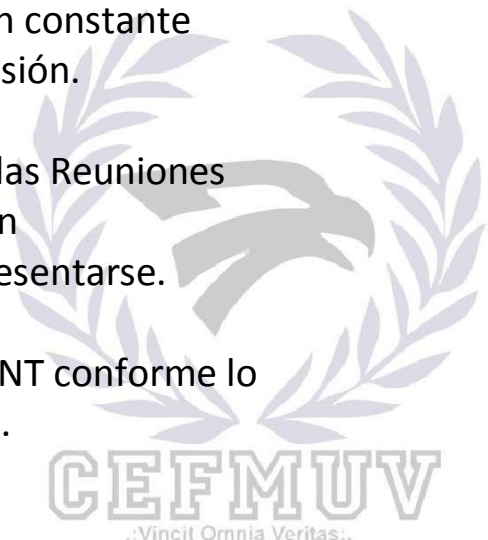 n constante
sión.
las Reuniones
n
esentarse.
NT conforme lo
.
CEFMUV
.:Vincit Omnia Veritas:.